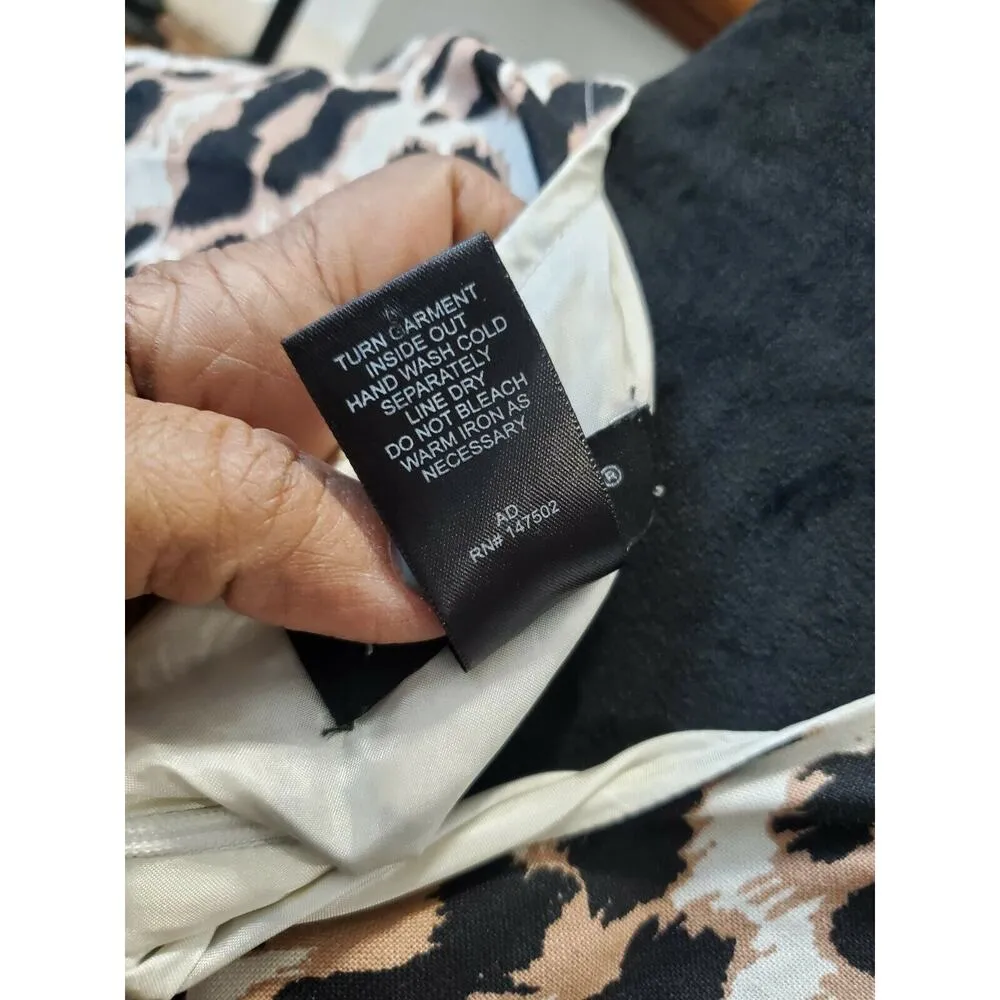 TURN GARMENT
INSIDE OUT
HAND WASH COLD
SEPARATELY
LINE DRY
DO NOT BLEACH
WARM IRON AS
NECESSARY
AD
RN# 147502
®